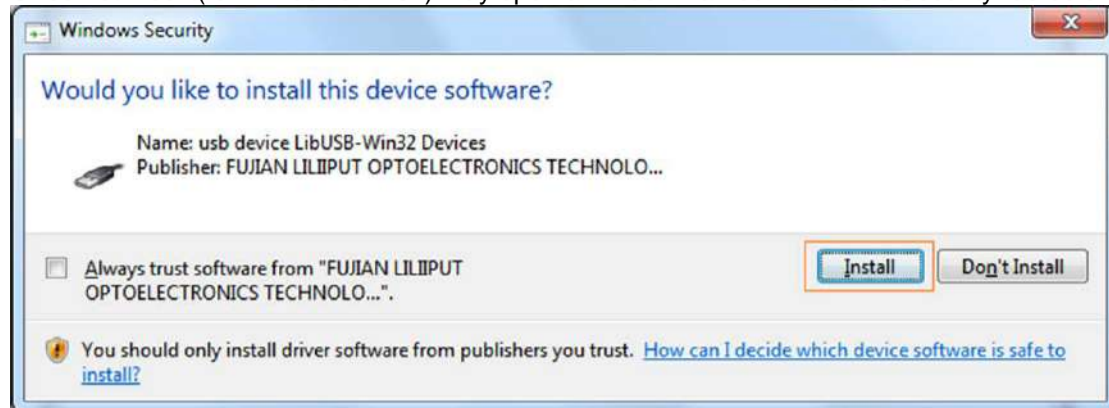 Windows Security
Would you like to install this device software?
Name: usb device LibUSB-Win32 Devices
Publisher: FUJIAN LILIIPUT OPTOELECTRONICS TECHNOLO...
Always trust software from "FUJIAN LILIIPUT
OPTOELECTRONICS TECHNOLO...".
Install
Don't Install
You should only install driver software from publishers you trust. How can I decide which device software is safe to
install?